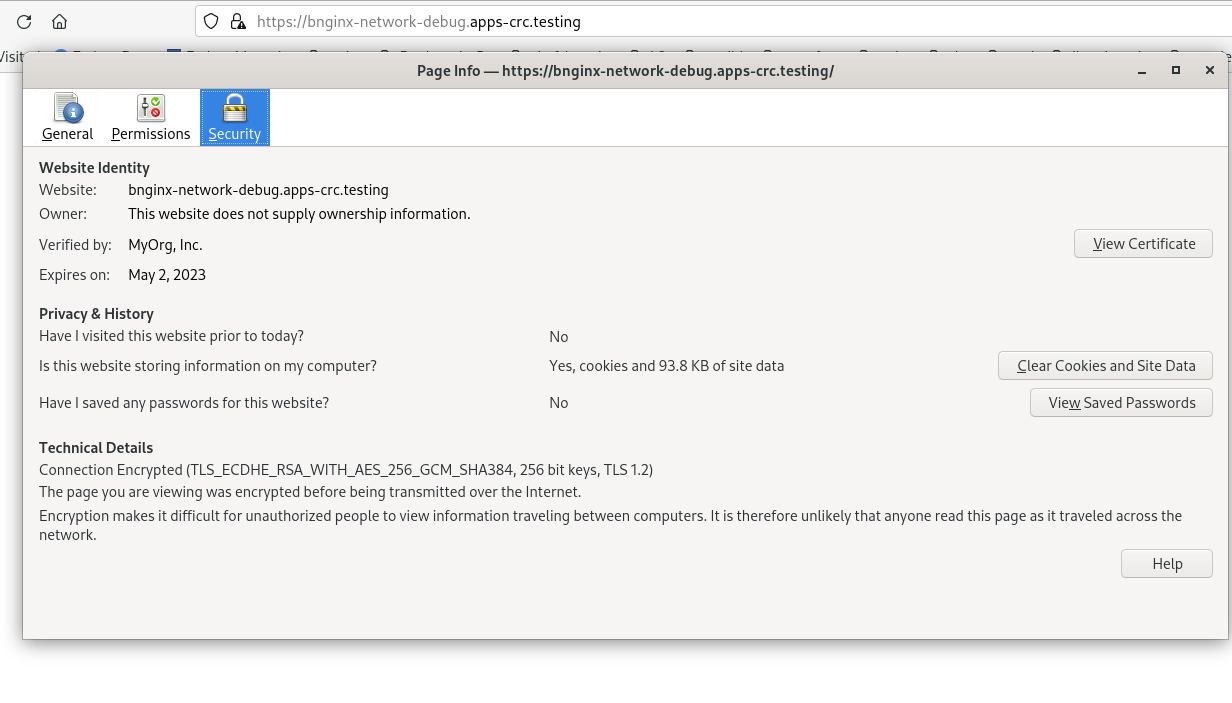 https://bnginx-network-debug.apps-crc.testing
Page Info — https://bnginx-network-debug.apps-crc.testing/
General
Permissions
Security
Website Identity
Website: bnginx-network-debug.apps-crc.testing
Owner: This website does not supply ownership information.
Verified by: MyOrg, Inc.
View Certificate
Expires on: May 2, 2023
Privacy & History
Have I visited this website prior to today? No
Is this website storing information on my computer? Yes, cookies and 93.8 KB of site data
Clear Cookies and Site Data
Have I saved any passwords for this website? No
View Saved Passwords
Technical Details
Connection Encrypted (TLS_ECDHE_RSA_WITH_AES_256_GCM_SHA384, 256 bit keys, TLS 1.2)
The page you are viewing was encrypted before being transmitted over the Internet.
Encryption makes it difficult for unauthorized people to view information traveling between computers. It is therefore unlikely that anyone read this page as it traveled across the
network.
Help